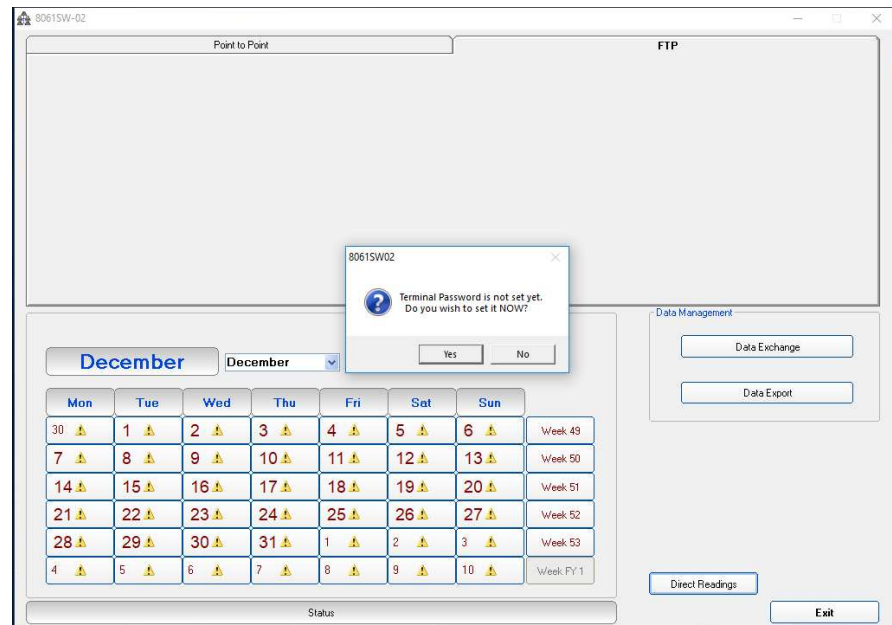 8061SW-02
Point to Point
FTP
8061SW02
Terminal Password is not set yet.
Do you wish to set it NOW?
Yes No
Data Management
Data Exchange
Data Export
December December
Mon Tue Wed Thu Fri Sat Sun
30 1 2 3 4 5 6 Week 49
7 8 9 10 11 12 13 Week 50
14 15 16 17 18 19 20 Week 51
21 22 23 24 25 26 27 Week 52
28 29 30 31 1 2 3 Week 53
4 5 6 7 8 9 10 Week FY 1
Direct Readings
Status
Exit